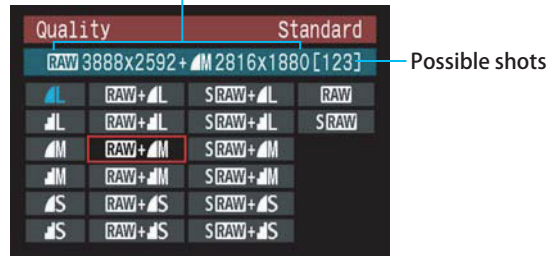 Quality Standard
RAW 3888x2592+ M 2816x1880[123]
Possible shots
L RAW+ L SRAW+ L RAW
L RAW+ L SRAW+ L SRAW
M RAW+ M SRAW+ M
M RAW+ M SRAW+ M
S RAW+ S SRAW+ S
S RAW+ S SRAW+ S